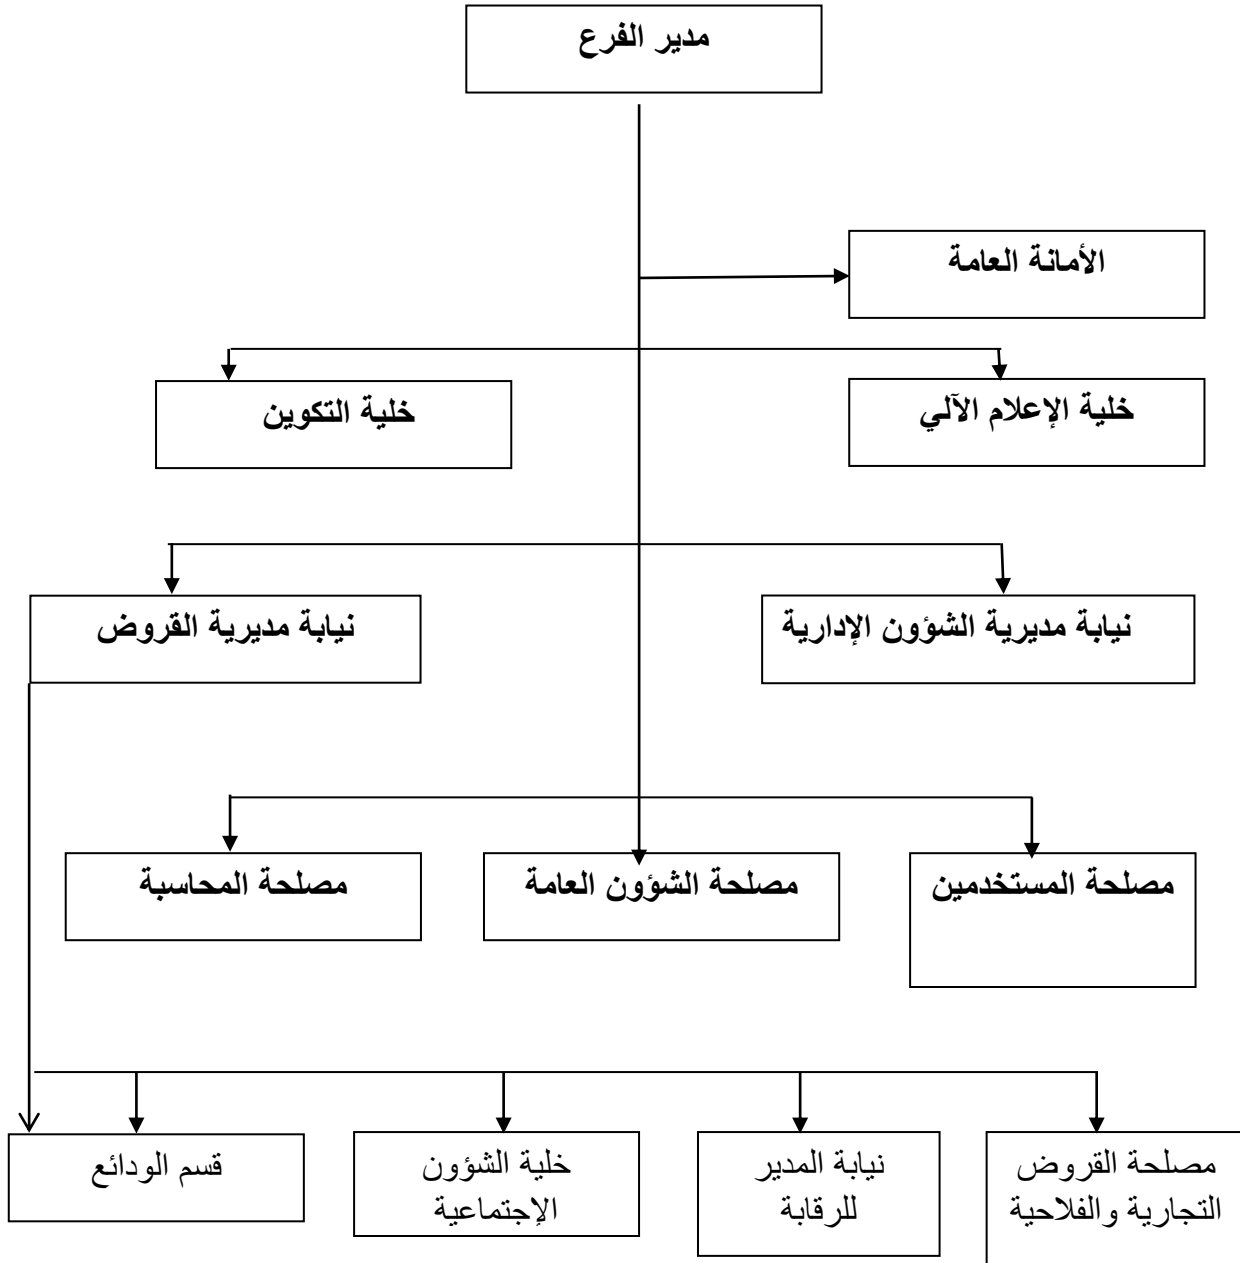 مدير الفرع
الأمانة العامة
خلية الإعلام الآلي
خلية التكوين
نيابة مديرية الشؤون الإدارية
نيابة مديرية القروض
مصلحة المستخدمين
مصلحة الشؤون العامة
مصلحة المحاسبة
مصلحة القروض
التجارية والفلاحية
نيابة المدير
للرقابة
خلية الشؤون
الإجتماعية
قسم الودائع